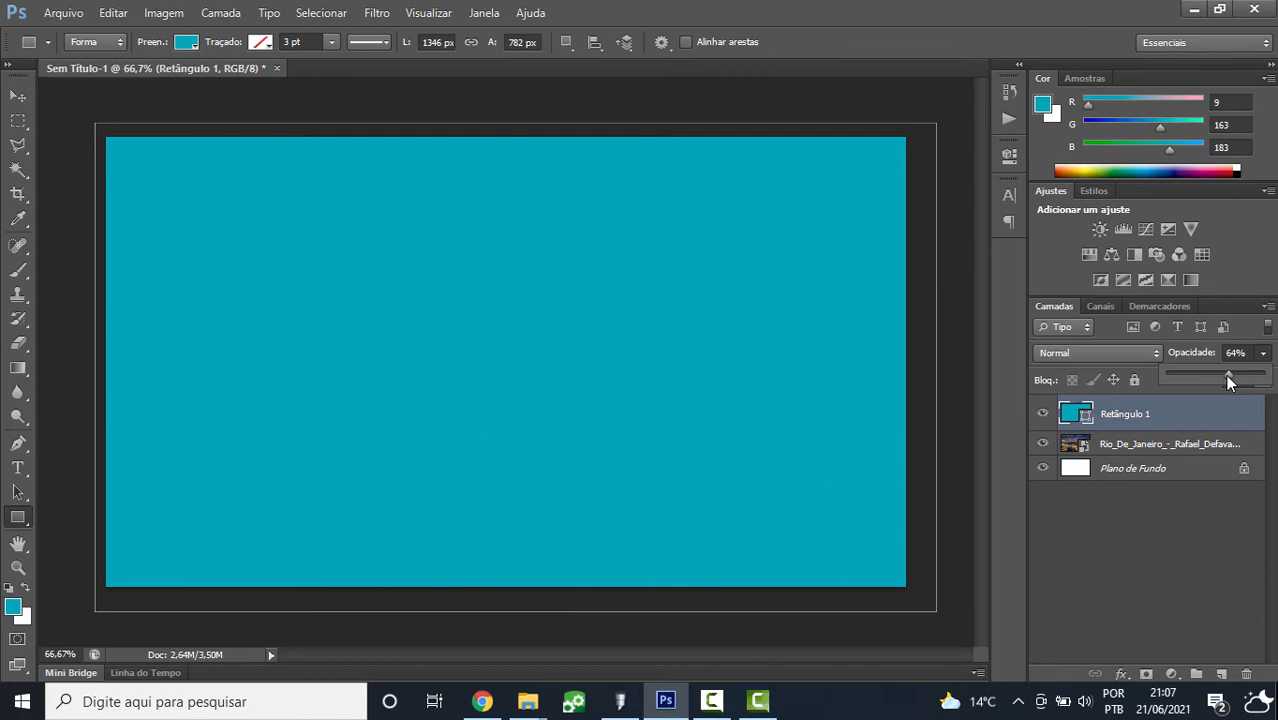 Ps Arquivo Editar Imagem Camada Tipo Selecionar Filtro Visualizar Janela Ajuda
Forma Preen.: Traçado: 3 pt L: 1346 px A: 782 px Alinhar arestas Essenciais
Sem Título-1 @ 66,7% (Retângulo 1, RGB/8) *
Cor Amostras
R 9
G 163
B 183
Ajustes Estilos
Adicionar um ajuste
Camadas Canais Demarcadores
Tipo
Normal Opacidade: 64%
Bloq.:
Retângulo 1
Rio_De_Janeiro_-_Rafael_Defava...
Plano de Fundo
66,67% Doc: 2,64M/3,50M
Mini Bridge Linha do Tempo
Digite aqui para pesquisar
Ps
14°C
POR
PTB
21:07
21/06/2021
2